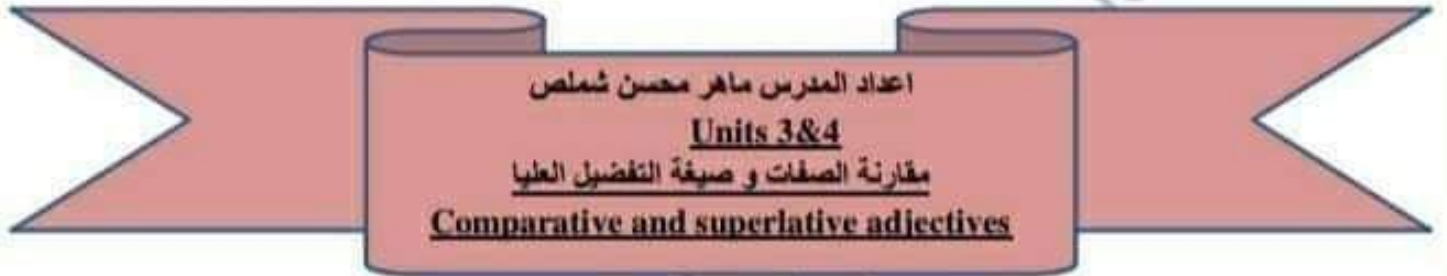 اعداد المدرس ماهر محسن شملص
Units 3&4
مقارنة الصفات و صيغة التفضيل العليا
Comparative and superlative adjectives